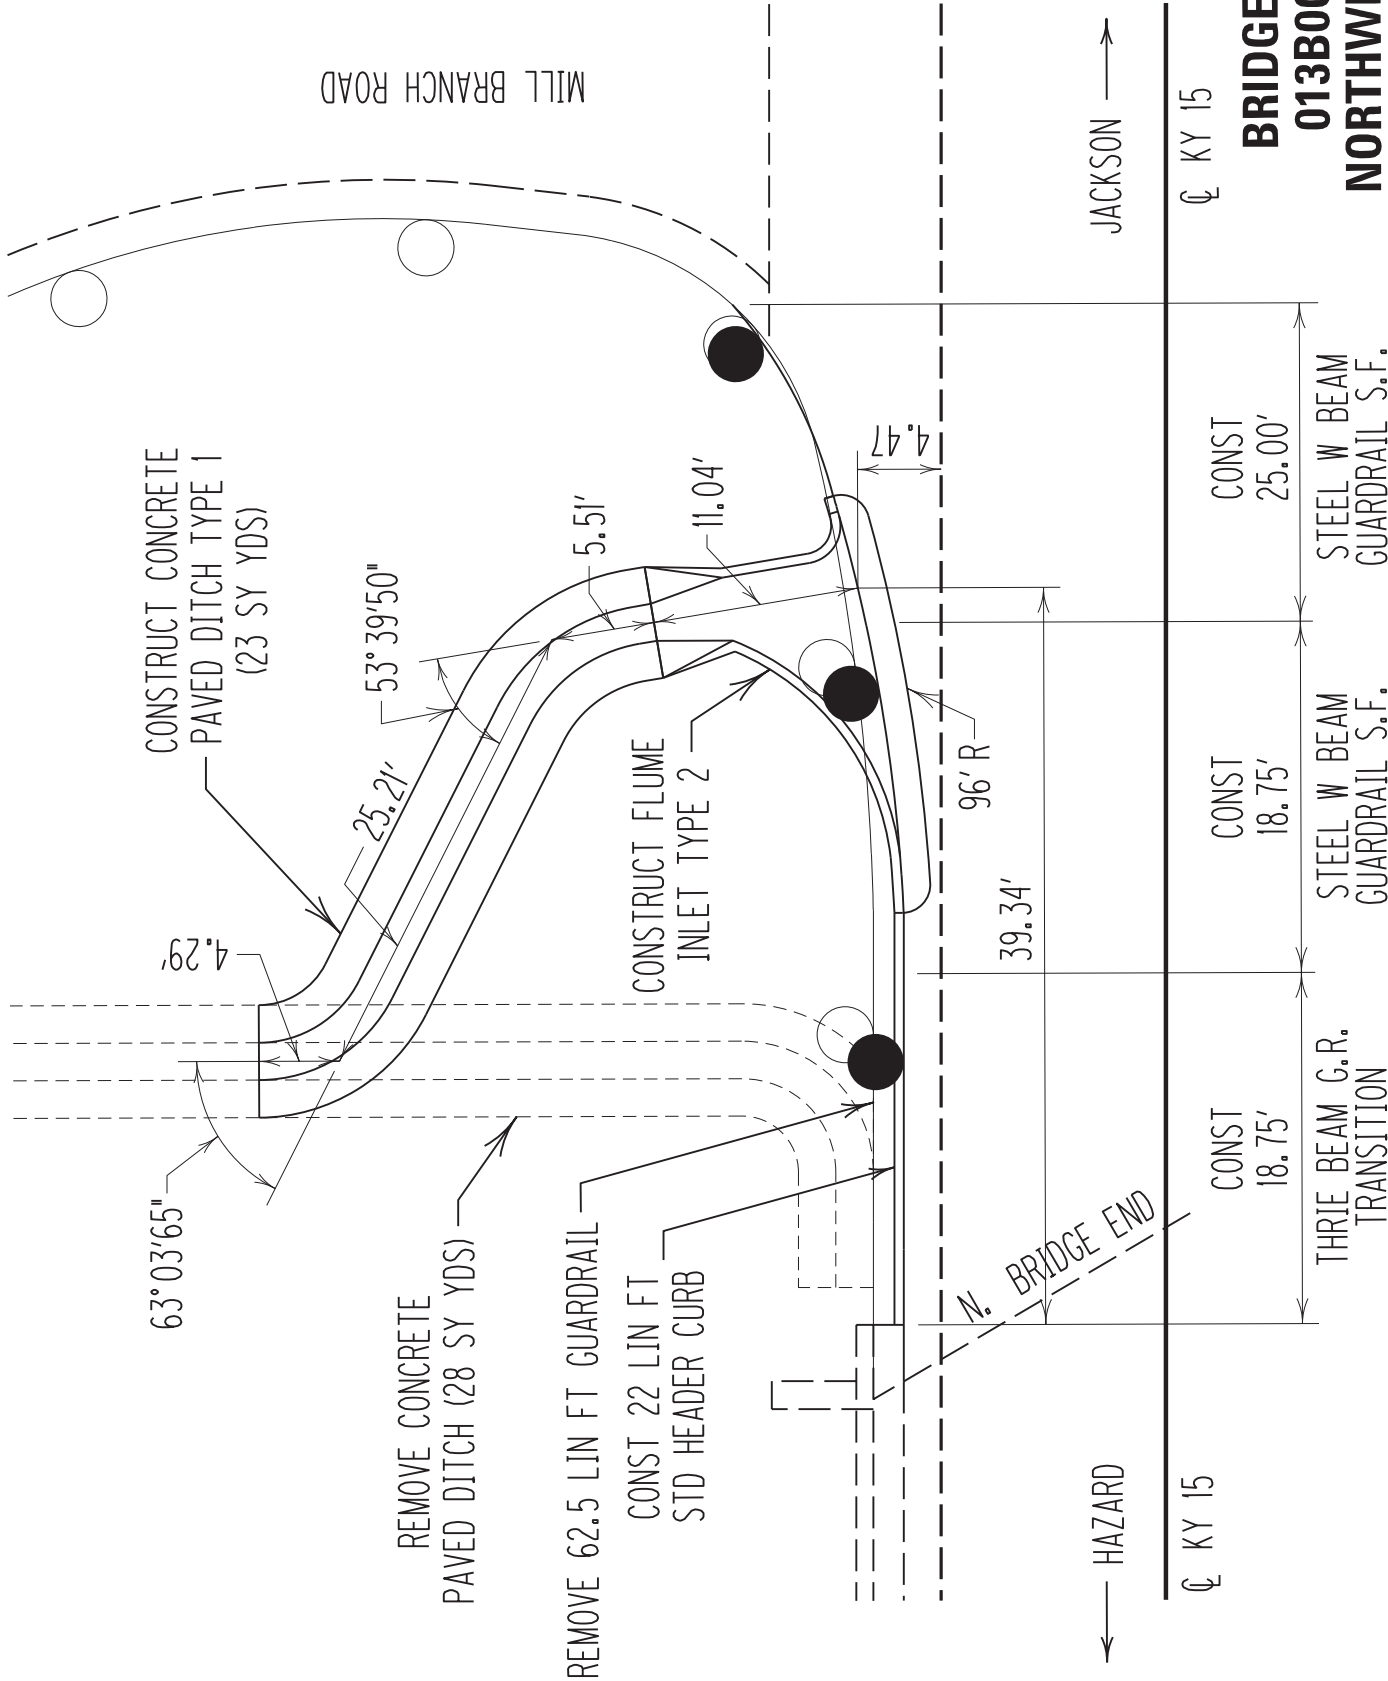 MILL BRANCH ROAD
CONSTRUCT CONCRETE
PAVED DITCH TYPE 1
(23 SY YDS)
53°39'50"
5.51'
11.04'
4.47
25.21'
4.29'
63°03'65"
CONSTRUCT FLUME
INLET TYPE 2
96' R
39.34'
REMOVE CONCRETE
PAVED DITCH (28 SY YDS)
REMOVE 62.5 LIN FT GUARDRAIL
CONST 22 LIN FT
STD HEADER CURB
N. BRIDGE END
HAZARD
JACKSON
℄ KY 15
℄ KY 15
CONST
18.75'
THRIE BEAM G.R.
TRANSITION
CONST
18.75'
STEEL W BEAM
GUARDRAIL S.F.
CONST
25.00'
STEEL W BEAM
GUARDRAIL S.F.
BRIDGE